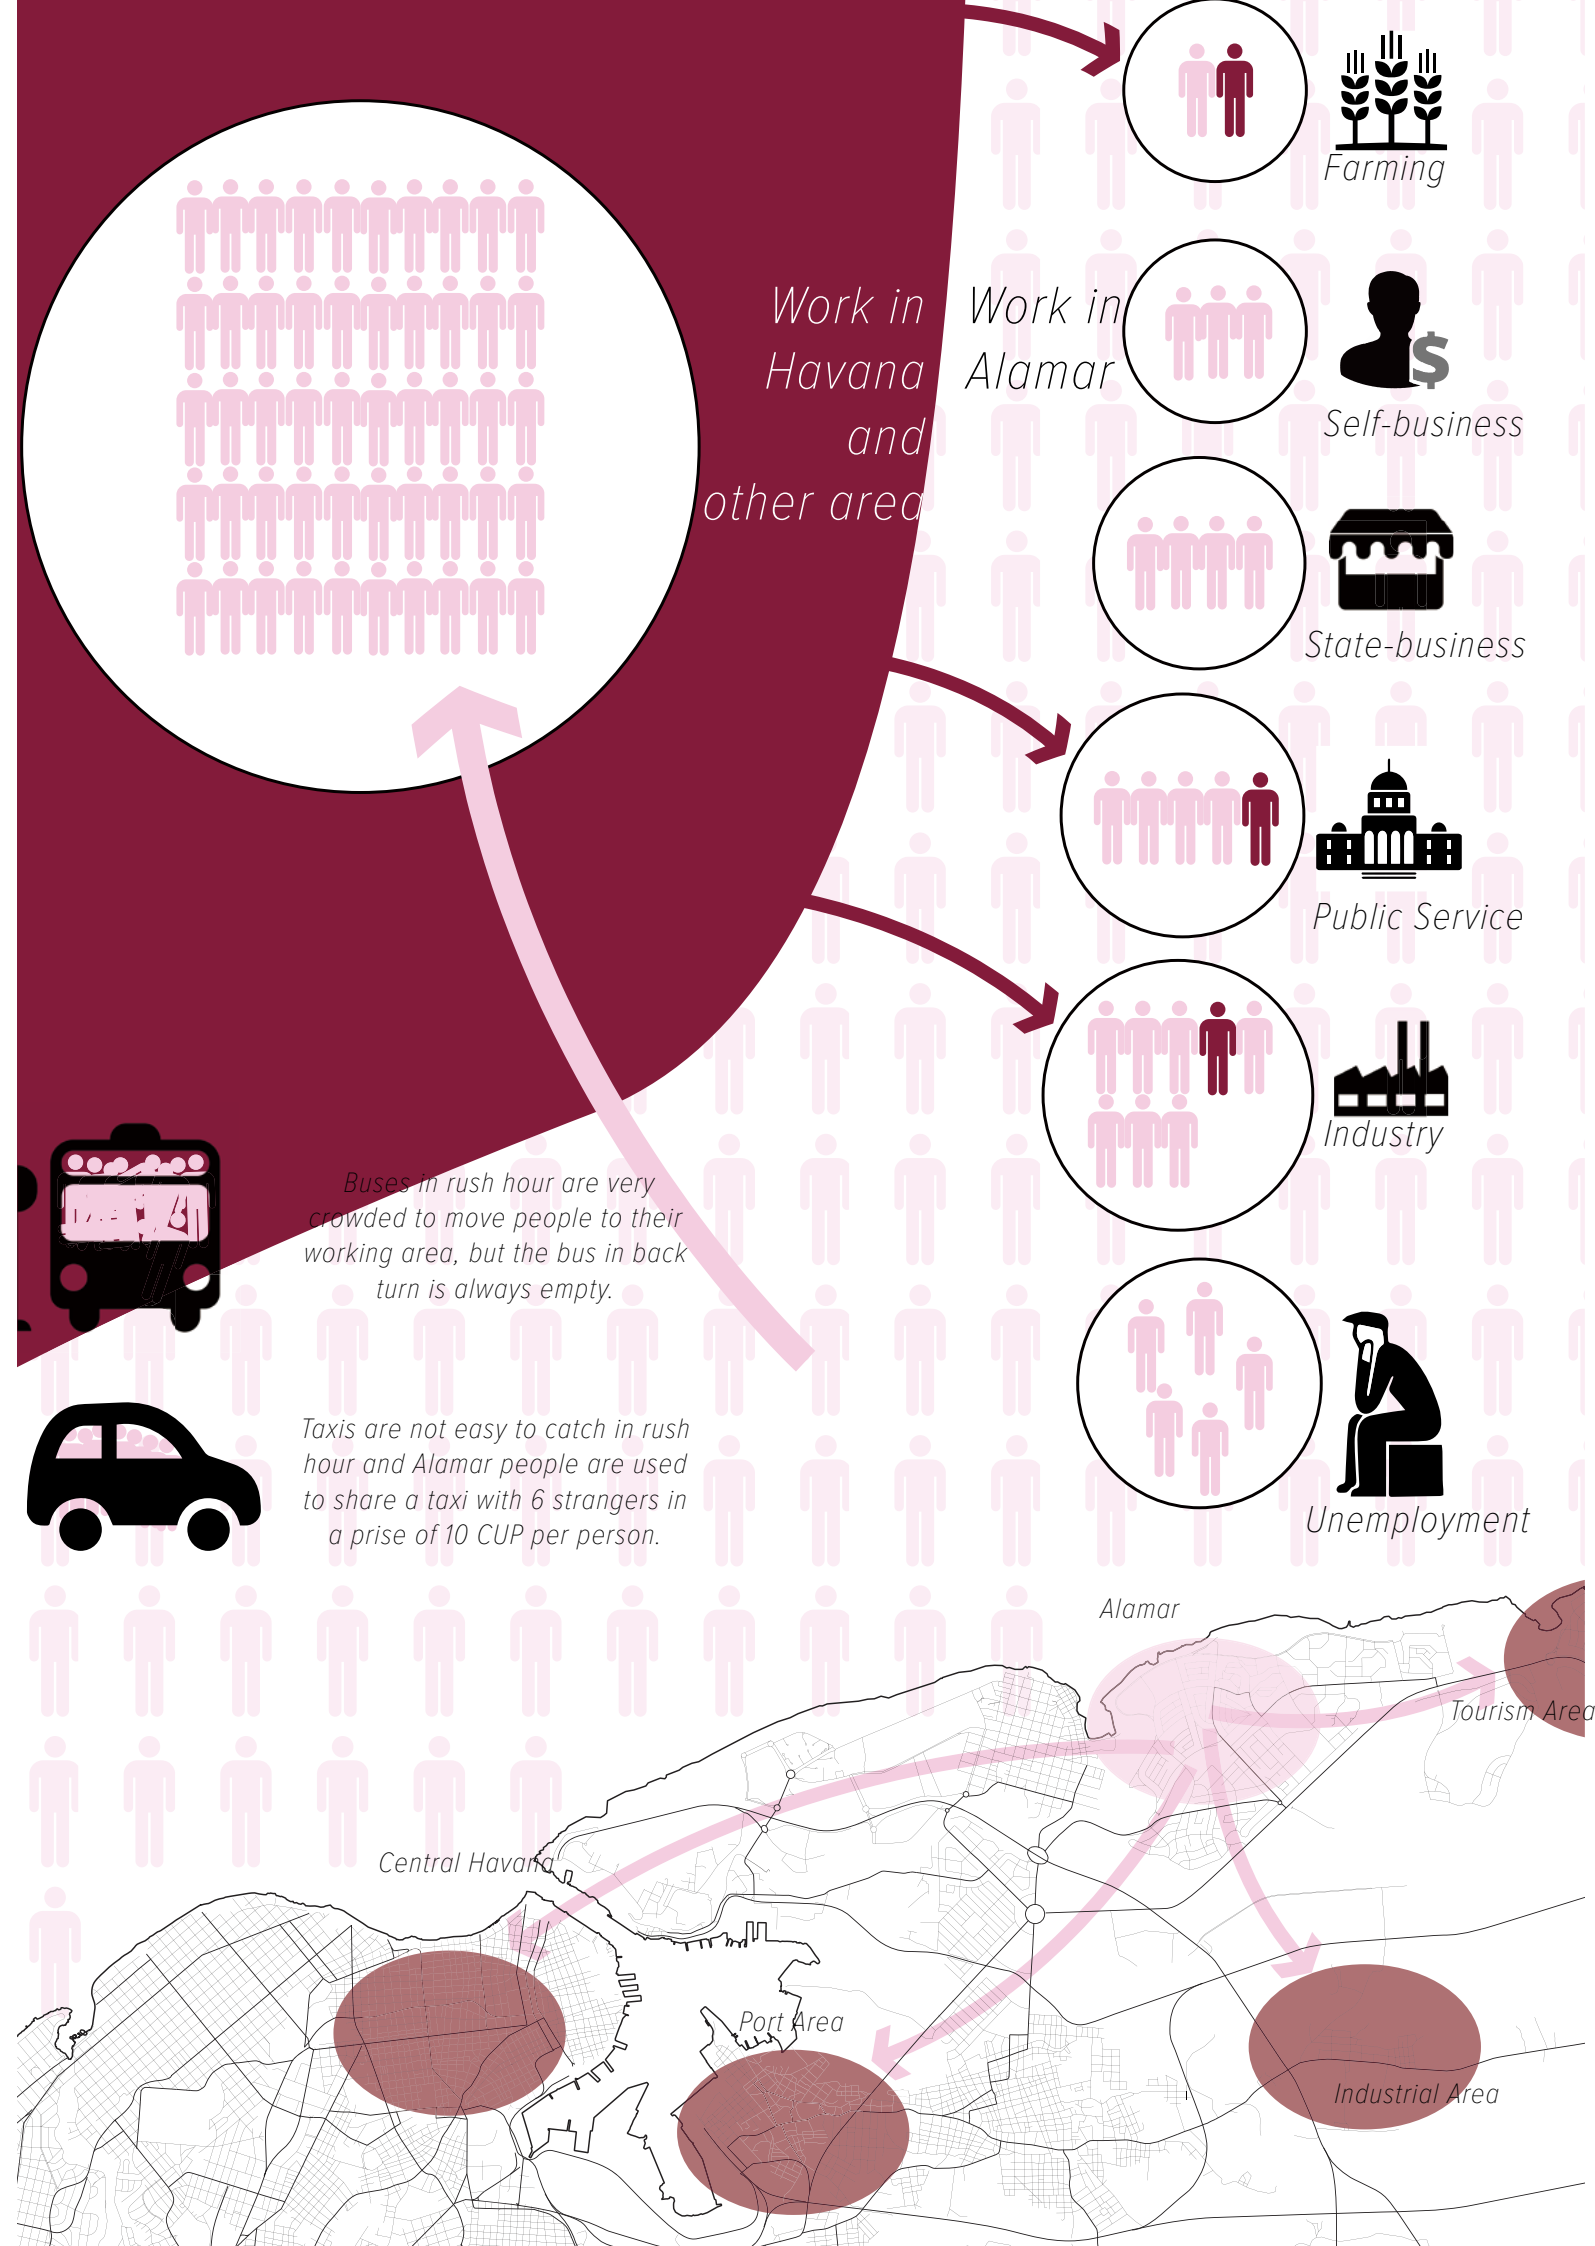 Farming
Work in
Havana
and
other area
Work in
Alamar
$
Self-business
State-business
Public Service
Industry
Buses in rush hour are very
crowded to move people to their
working area, but the bus in back
turn is always empty.
Taxis are not easy to catch in rush
hour and Alamar people are used
to share a taxi with 6 strangers in
a prise of 10 CUP per person.
Unemployment
Alamar
Tourism Area
Central Havana
Port Area
Industrial Area